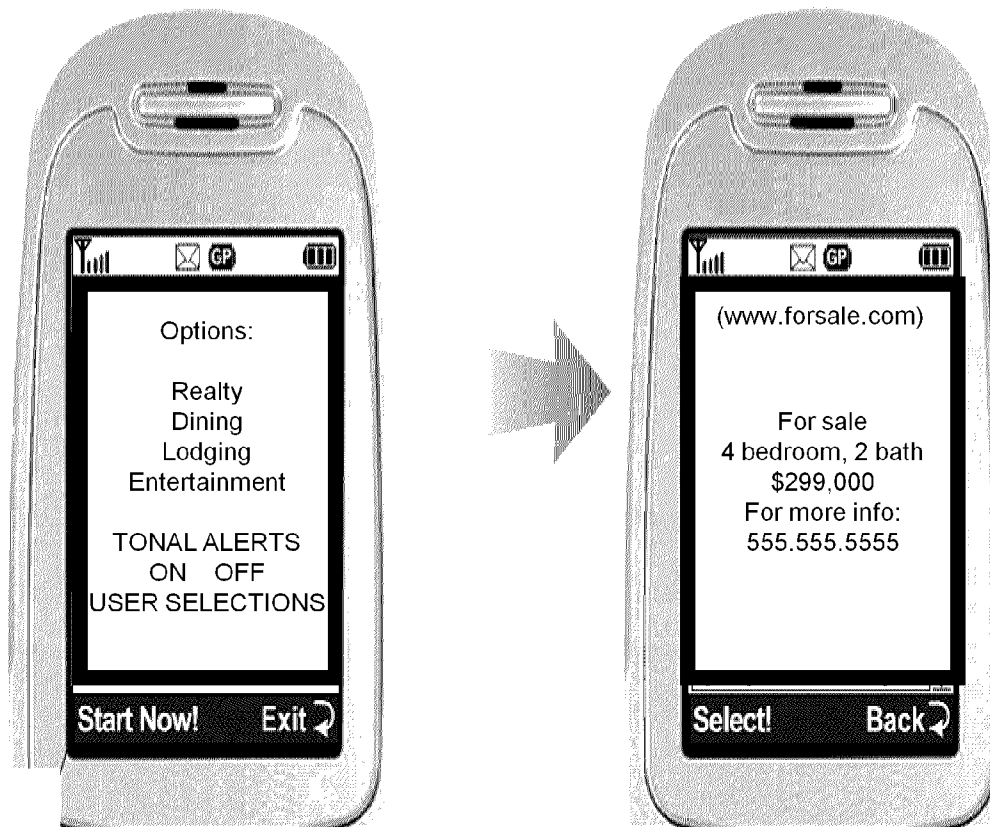 GP
Options:
Realty
Dining
Lodging
Entertainment
TONAL ALERTS
ON OFF
USER SELECTIONS
Start Now! Exit
GP
(www.forsale.com)
For sale
4 bedroom, 2 bath
$299,000
For more info:
555.555.5555
Select! Back